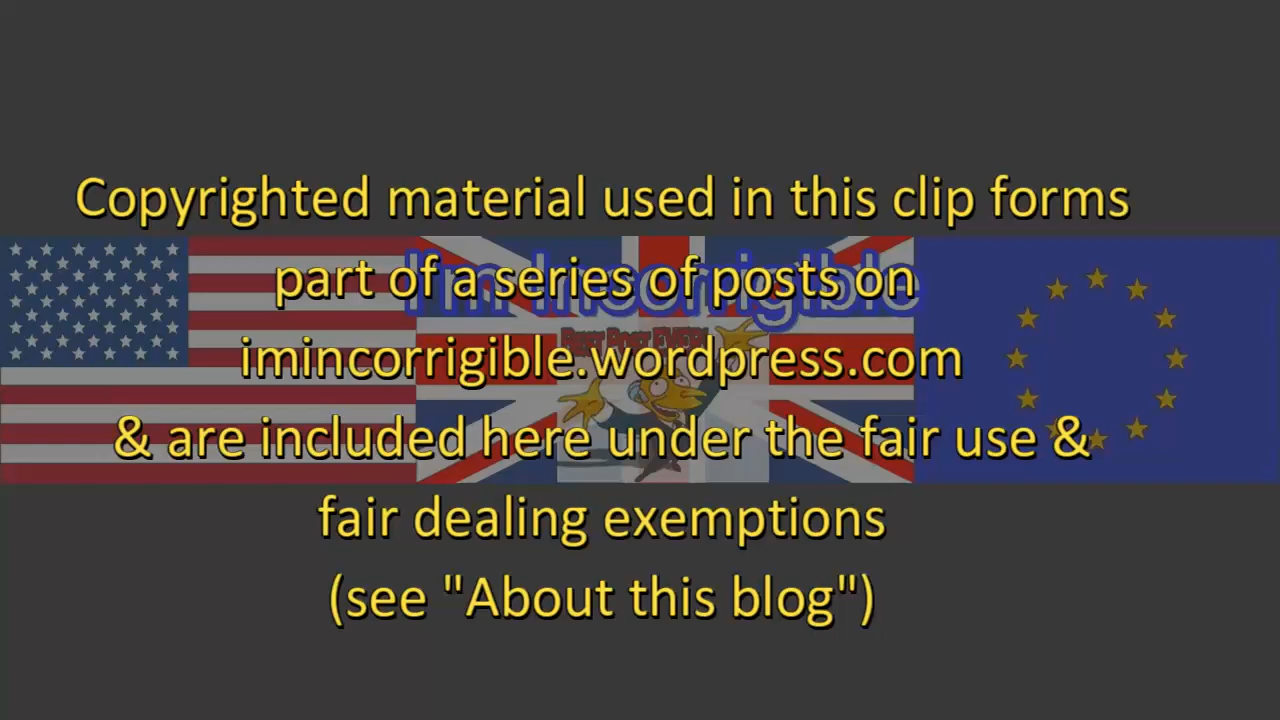 Copyrighted material used in this clip forms
part of a series of posts on
I'm Incorrigible
imincorrigible.wordpress.com
& are included here under the fair use &
fair dealing exemptions
(see "About this blog")